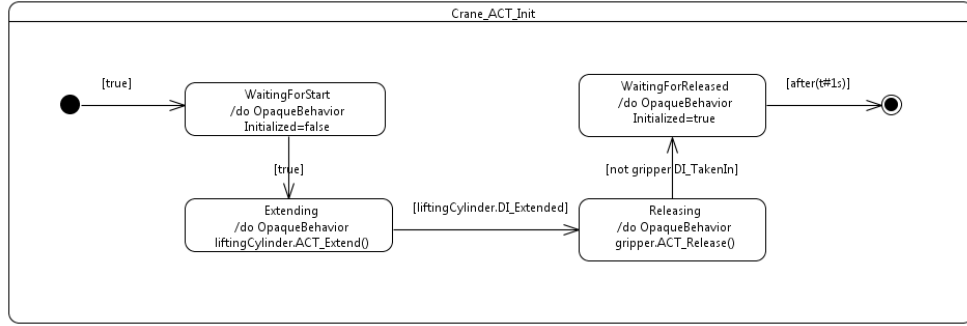 Crane_ACT_Init
[true]
WaitingForStart
/do OpaqueBehavior
Initialized=false
[true]
Extending
/do OpaqueBehavior
liftingCylinder.ACT_Extend()
[liftingCylinder.DI_Extended]
Releasing
/do OpaqueBehavior
gripper.ACT_Release()
[not gripper.DI_TakenIn]
WaitingForReleased
/do OpaqueBehavior
Initialized=true
[after(t#1s)]